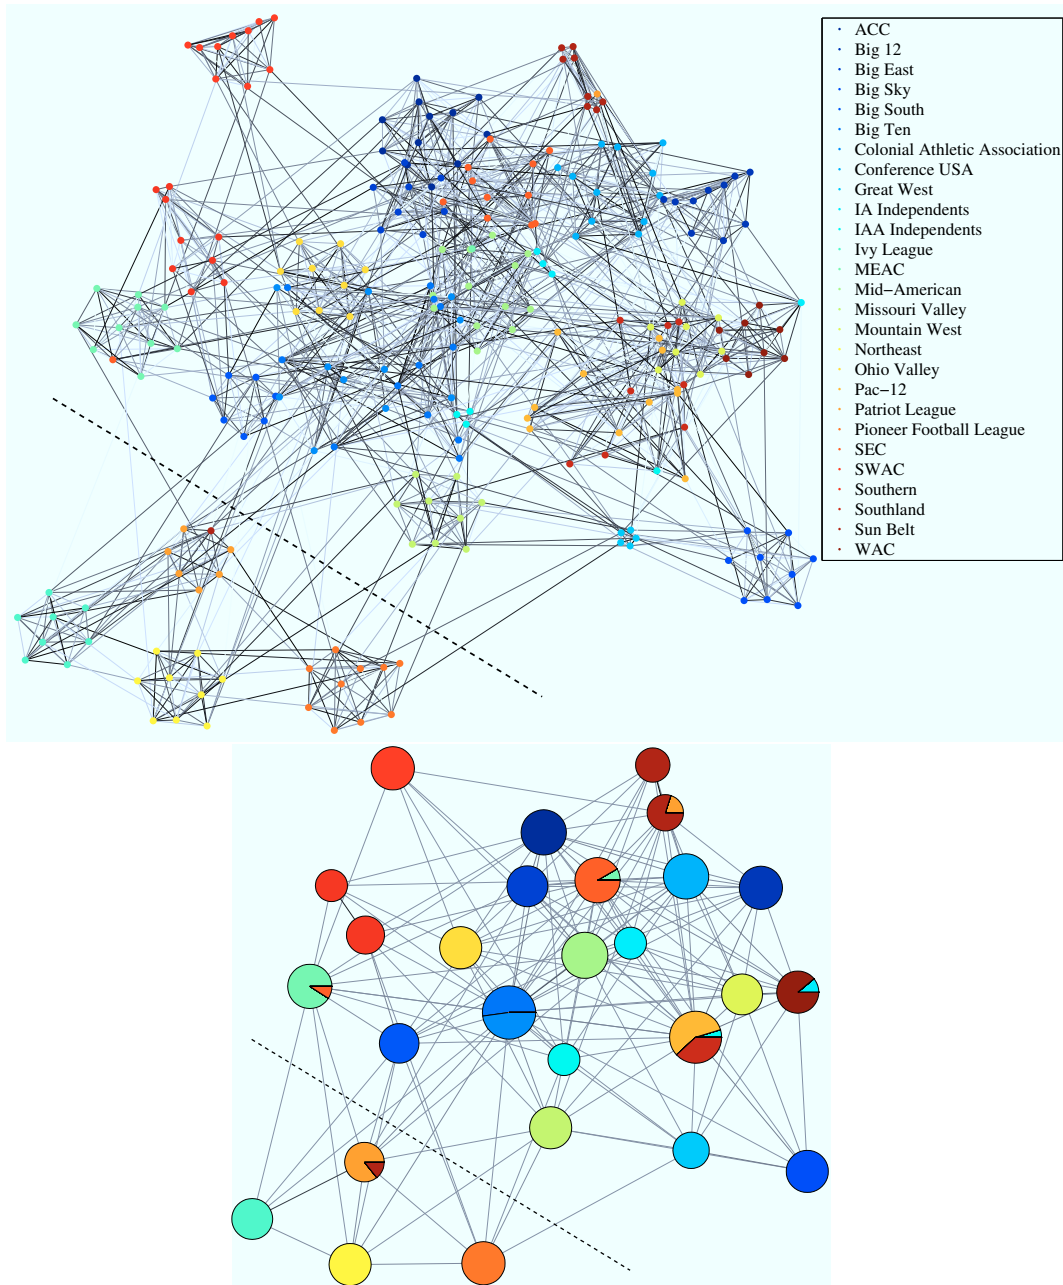 ACC
Big 12
Big East
Big Sky
Big South
Big Ten
Colonial Athletic Association
Conference USA
Great West
IA Independents
IAA Independents
Ivy League
MEAC
Mid−American
Missouri Valley
Mountain West
Northeast
Ohio Valley
Pac−12
Patriot League
Pioneer Football League
SEC
SWAC
Southern
Southland
Sun Belt
WAC